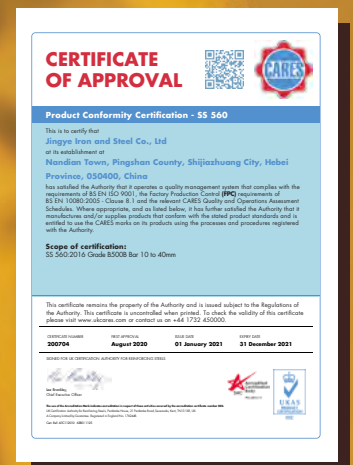 CERTIFICATE
OF APPROVAL
CARES
Product Conformity Certification - SS 560
This is to certify that
Jingye Iron and Steel Co., Ltd
at its establishment at
Nandian Town, Pingshan County, Shijiazhuang City, Hebei
Province, 050400, China
has satisfied the Authority that it operates a quality management system that complies with the
requirements of BS EN ISO 9001, the Factory Production Control (FPC) requirements of
BS EN 10080:2005 - Clause 8.1 and the relevant CARES Quality and Operations Assessment
Schedules. Where appropriate, and as listed below, it has further satisfied the Authority that it
manufactures and/or supplies products that conform with the stated product standards and is
entitled to use the CARES marks on its products using the processes and procedures registered
with the Authority.
Scope of certification:
SS 560:2016 Grade B500B Bar 10 to 40mm
This certificate remains the property of the Authority and is issued subject to the Regulations of
the Authority. This certificate is uncontrolled when printed. To check the validity of this certificate
please visit www.ukcares.com or contact us on +44 1732 450000.
CERTIFICATE NUMBER FIRST APPROVAL ISSUE DATE EXPIRY DATE
200704 August 2020 01 January 2021 31 December 2021
SIGNED FOR UK CERTIFICATION AUTHORITY FOR REINFORCING STEELS
Lee Brankley
Chief Executive Officer
UKAS